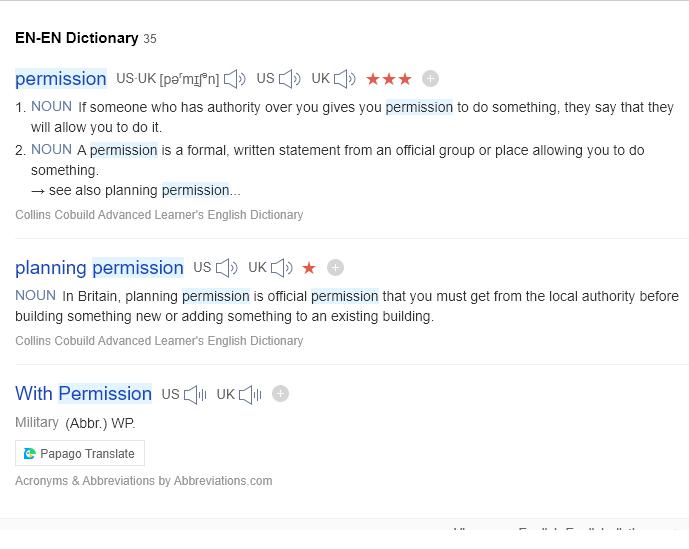 EN-EN Dictionary 35
permission US·UK [pəʳmɪʃᵊn] US UK ★★★ +
1. NOUN If someone who has authority over you gives you permission to do something, they say that they
will allow you to do it.
2. NOUN A permission is a formal, written statement from an official group or place allowing you to do
something.
→ see also planning permission...
Collins Cobuild Advanced Learner's English Dictionary
planning permission US UK ★ +
NOUN In Britain, planning permission is official permission that you must get from the local authority before
building something new or adding something to an existing building.
Collins Cobuild Advanced Learner's English Dictionary
With Permission US UK +
Military (Abbr.) WP.
Papago Translate
Acronyms & Abbreviations by Abbreviations.com